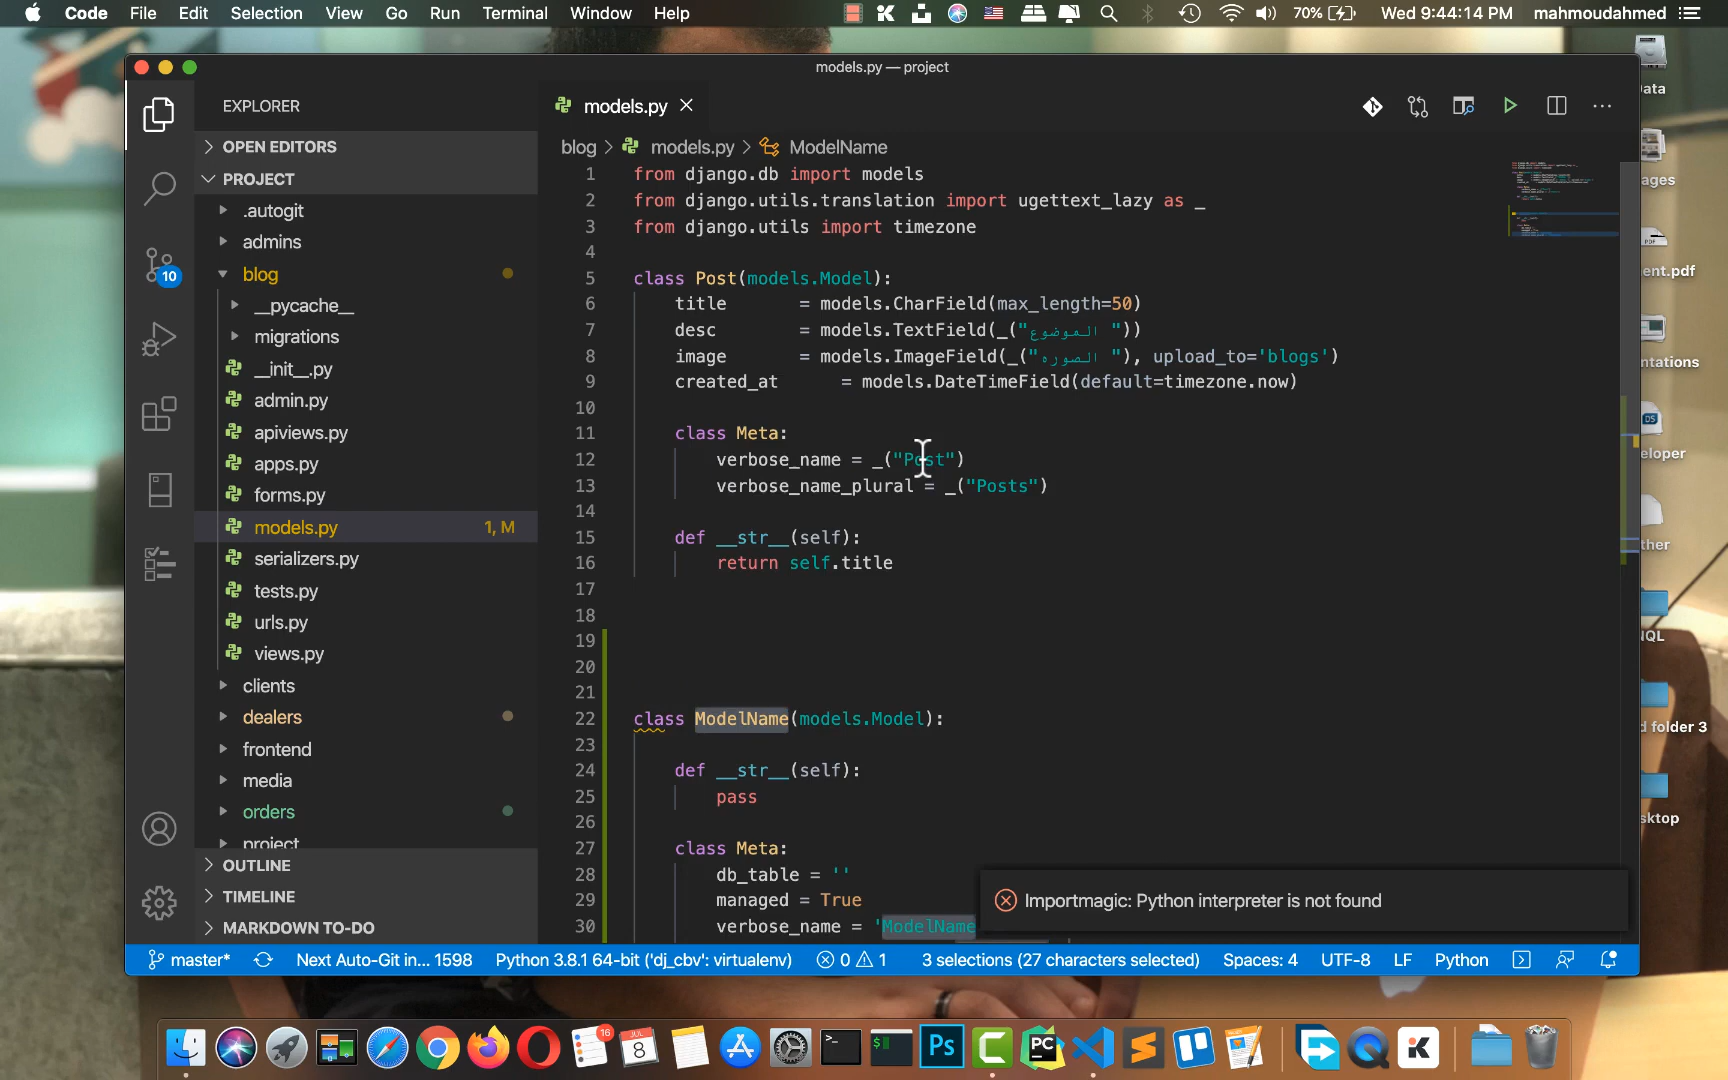 Code File Edit Selection View Go Run Terminal Window Help 70% Wed 9:44:14 PM mahmoudahmed
models.py — project
EXPLORER
OPEN EDITORS
PROJECT
.autogit
admins
blog
__pycache__
migrations
__init__.py
admin.py
apiviews.py
apps.py
forms.py
models.py 1, M
serializers.py
tests.py
urls.py
views.py
clients
dealers
frontend
media
orders
project
OUTLINE
TIMELINE
MARKDOWN TO-DO
10
models.py
blog > models.py > ModelName
1 from django.db import models
2 from django.utils.translation import ugettext_lazy as _
3 from django.utils import timezone
4
5 class Post(models.Model):
6 title = models.CharField(max_length=50)
7 desc = models.TextField(_("الموضوع "))
8 image = models.ImageField(_("الصوره "), upload_to='blogs')
9 created_at = models.DateTimeField(default=timezone.now)
10
11 class Meta:
12 verbose_name = _("Post")
13 verbose_name_plural = _("Posts")
14
15 def __str__(self):
16 return self.title
17
18
19
20
21
22 class ModelName(models.Model):
23
24 def __str__(self):
25 pass
26
27 class Meta:
28 db_table = ''
29 managed = True
30 verbose_name = 'ModelName
Importmagic: Python interpreter is not found
master* Next Auto-Git in... 1598 Python 3.8.1 64-bit ('dj_cbv': virtualenv) 0 1 3 selections (27 characters selected) Spaces: 4 UTF-8 LF Python
ata
ages
PDF
ent.pdf
ntations
DS
eloper
ther
NQL
d folder 3
sktop
16
JUL
8
Ps
PC